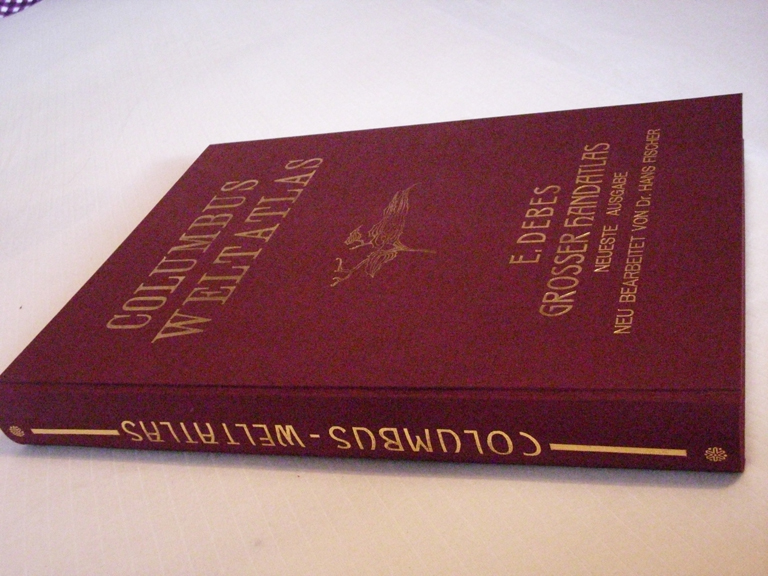 COLUMBUS
WELTATLAS
E. DEBES
GROSSER HANDATLAS
NEUESTE AUSGABE
NEU BEARBEITET VON Dr. HANS FISCHER
COLUMBUS-WELTATLAS